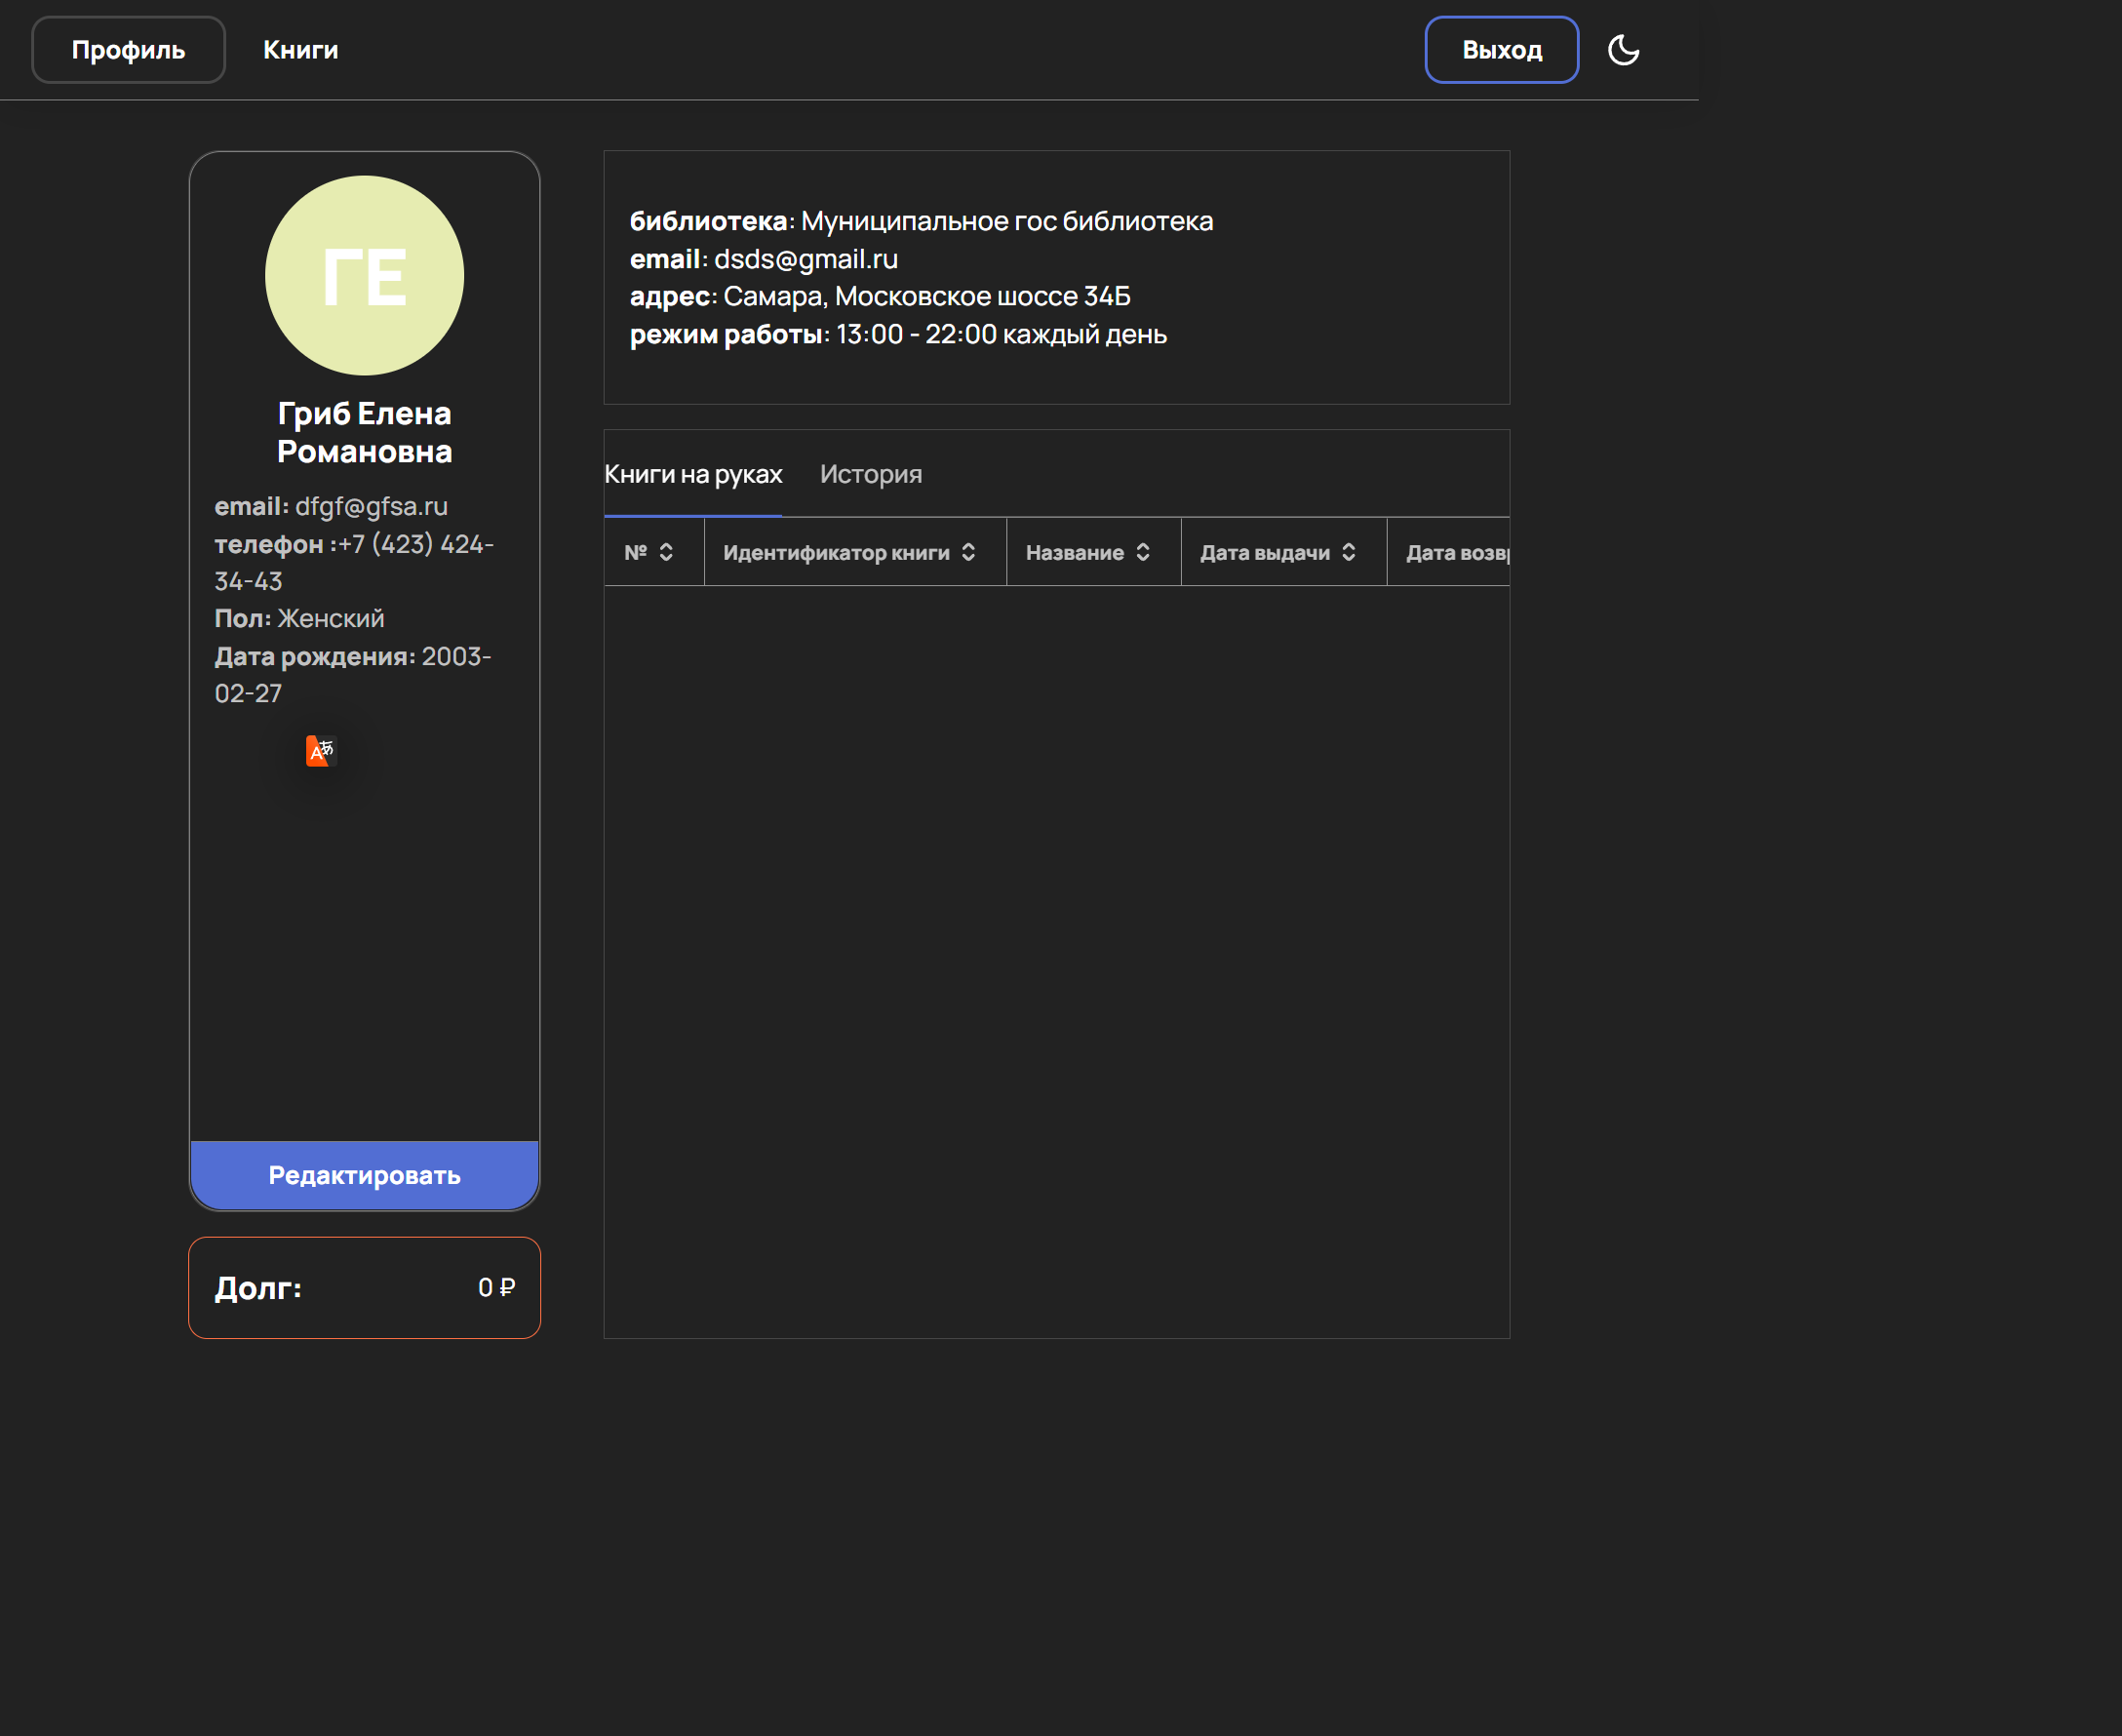 Профиль
Книги
Выход
ГЕ
Гриб Елена
Романовна
email: dfgf@gfsa.ru
телефон :+7 (423) 424-
34-43
Пол: Женский
Дата рождения: 2003-
02-27
Aあ
Редактировать
Долг: 0 ₽
библиотека: Муниципальное гос библиотека
email: dsds@gmail.ru
адрес: Самара, Московское шоссе 34Б
режим работы: 13:00 - 22:00 каждый день
Книги на руках
История
№ Идентификатор книги Название Дата выдачи Дата